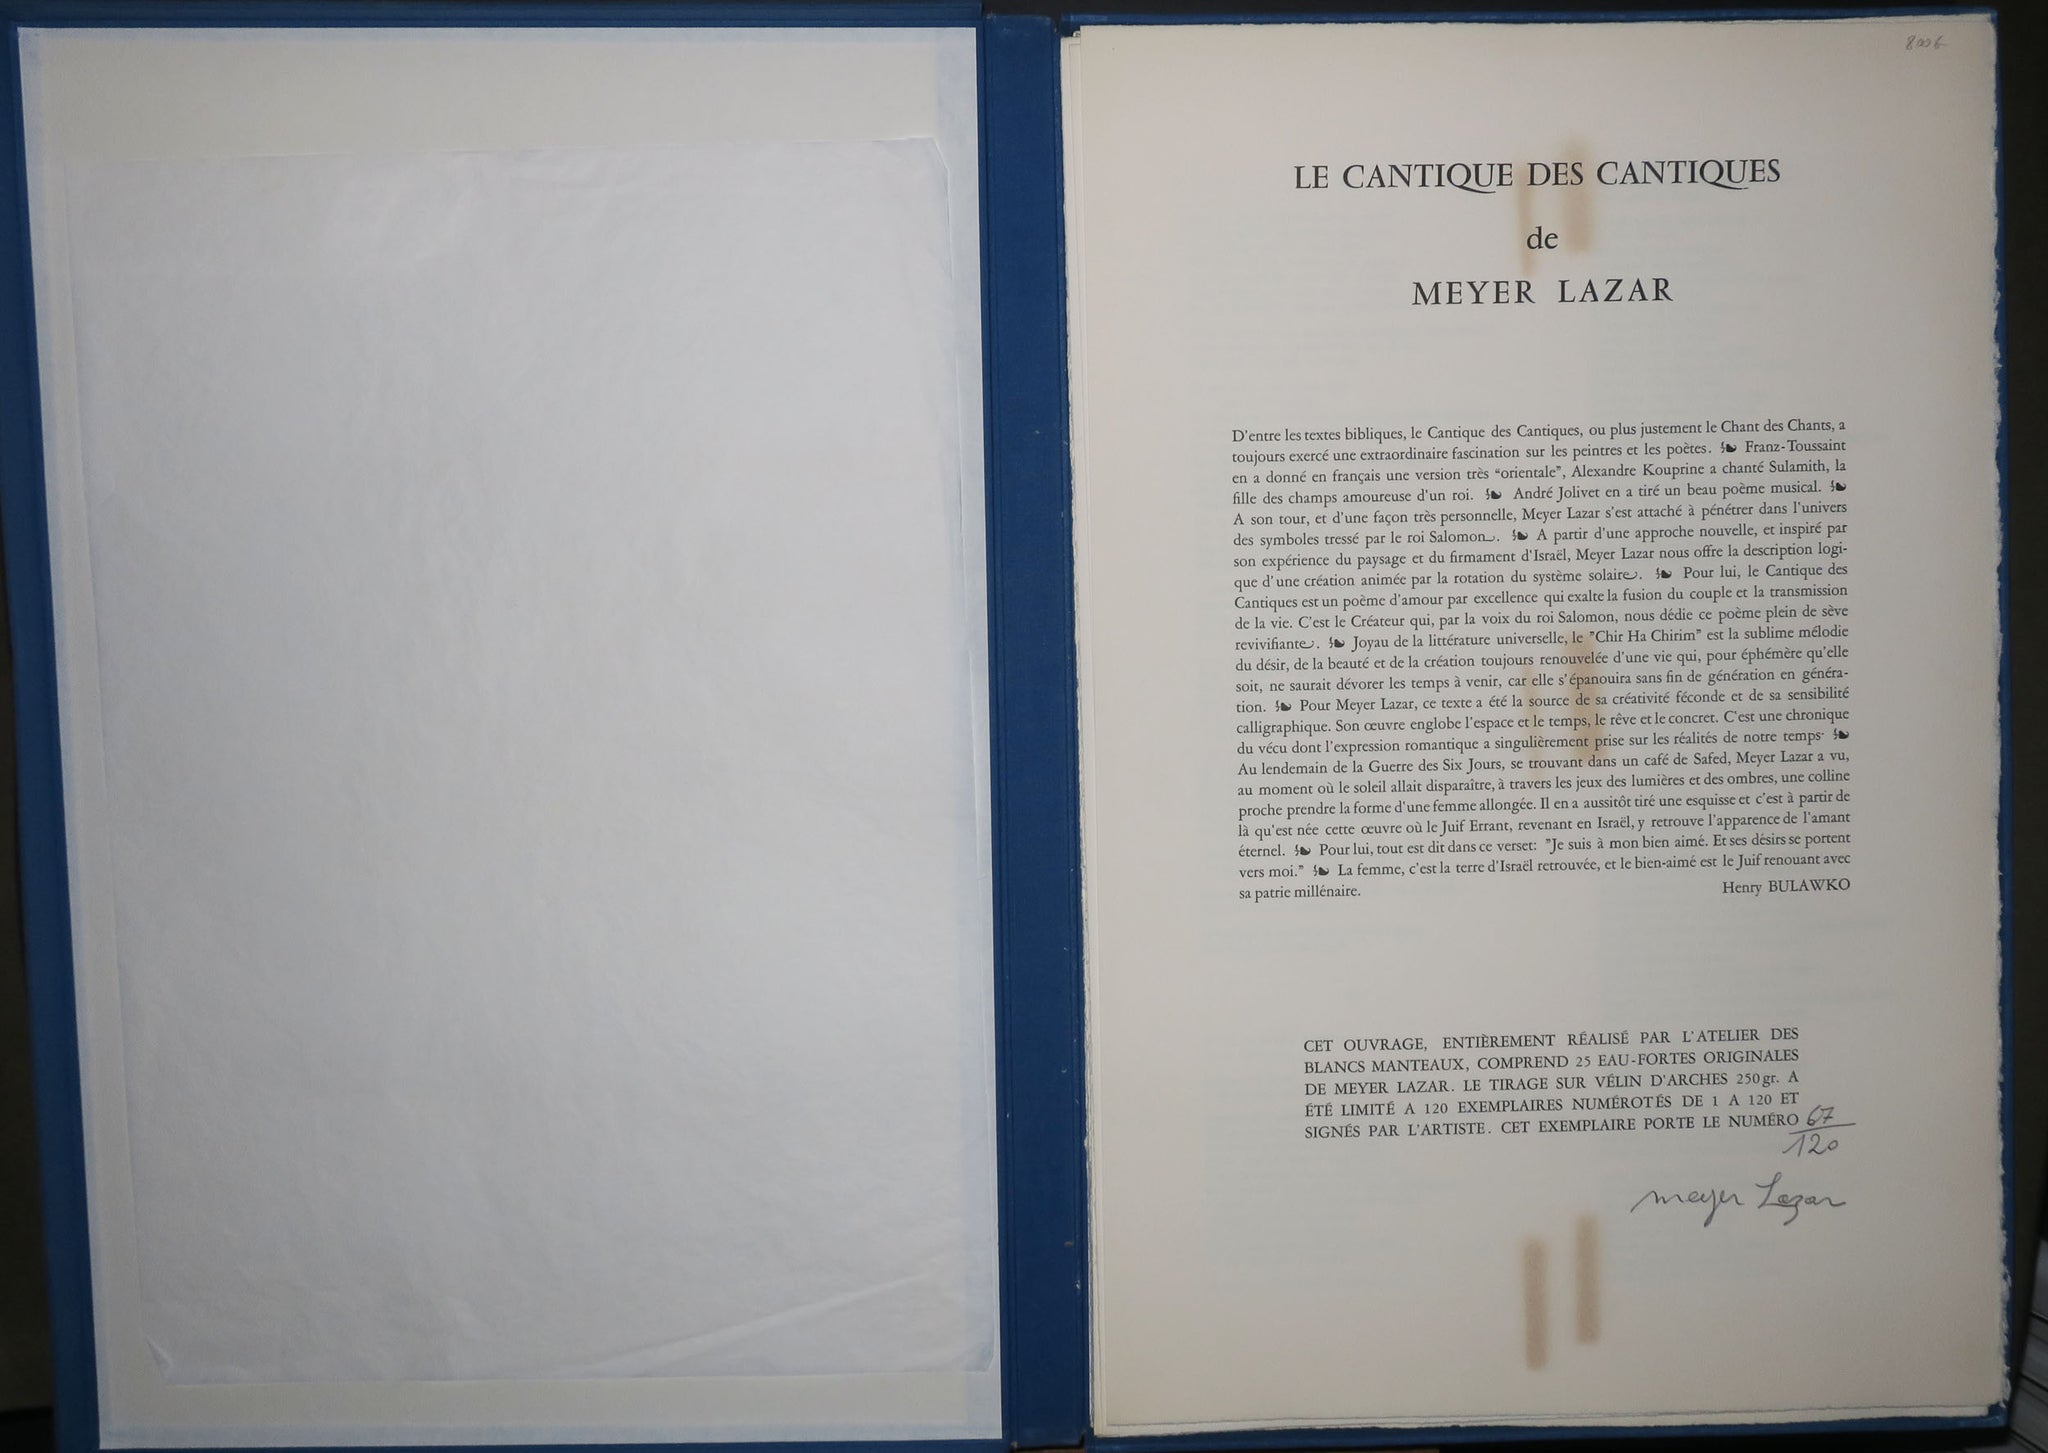 LE CANTIQUE DES CANTIQUES
de
MEYER LAZAR
D'entre les textes bibliques, le Cantique des Cantiques, ou plus justement le Chant des Chants, a
toujours exercé une extraordinaire fascination sur les peintres et les poètes. Franz-Toussaint
en a donné en français une version très "orientale", Alexandre Kouprine a chanté Sulamith, la
fille des champs amoureuse d'un roi. André Jolivet en a tiré un beau poème musical.
A son tour, et d'une façon très personnelle, Meyer Lazar s'est attaché à pénétrer dans l'univers
des symboles tressé par le roi Salomon. A partir d'une approche nouvelle, et inspiré par
son expérience du paysage et du firmament d'Israël, Meyer Lazar nous offre la description logi-
que d'une création animée par la rotation du système solaire. Pour lui, le Cantique des
Cantiques est un poème d'amour par excellence qui exalte la fusion du couple et la transmission
de la vie. C'est le Créateur qui, par la voix du roi Salomon, nous dédie ce poème plein de sève
revivifiante. Joyau de la littérature universelle, le "Chir Ha Chirim" est la sublime mélodie
du désir, de la beauté et de la création toujours renouvelée d'une vie qui, pour éphémère qu'elle
soit, ne saurait dévorer les temps à venir, car elle s'épanouira sans fin de génération en généra-
tion. Pour Meyer Lazar, ce texte a été la source de sa créativité féconde et de sa sensibilité
calligraphique. Son œuvre englobe l'espace et le temps, le rêve et le concret. C'est une chronique
du vécu dont l'expression romantique a singulièrement prise sur les réalités de notre temps·
Au lendemain de la Guerre des Six Jours, se trouvant dans un café de Safed, Meyer Lazar a vu,
au moment où le soleil allait disparaître, à travers les jeux des lumières et des ombres, une colline
proche prendre la forme d'une femme allongée. Il en a aussitôt tiré une esquisse et c'est à partir de
là qu'est née cette œuvre où le Juif Errant, revenant en Israël, y retrouve l'apparence de l'amant
éternel. Pour lui, tout est dit dans ce verset: "Je suis à mon bien aimé. Et ses désirs se portent
vers moi." La femme, c'est la terre d'Israël retrouvée, et le bien-aimé est le Juif renouant avec
sa patrie millénaire. Henry BULAWKO
CET OUVRAGE, ENTIÈREMENT RÉALISÉ PAR L'ATELIER DES
BLANCS MANTEAUX, COMPREND 25 EAU-FORTES ORIGINALES
DE MEYER LAZAR. LE TIRAGE SUR VÉLIN D'ARCHES 250gr. A
ÉTÉ LIMITÉ A 120 EXEMPLAIRES NUMÉROTÉS DE 1 A 120 ET
SIGNÉS PAR L'ARTISTE. CET EXEMPLAIRE PORTE LE NUMÉRO 67
120
Meyer Lazar